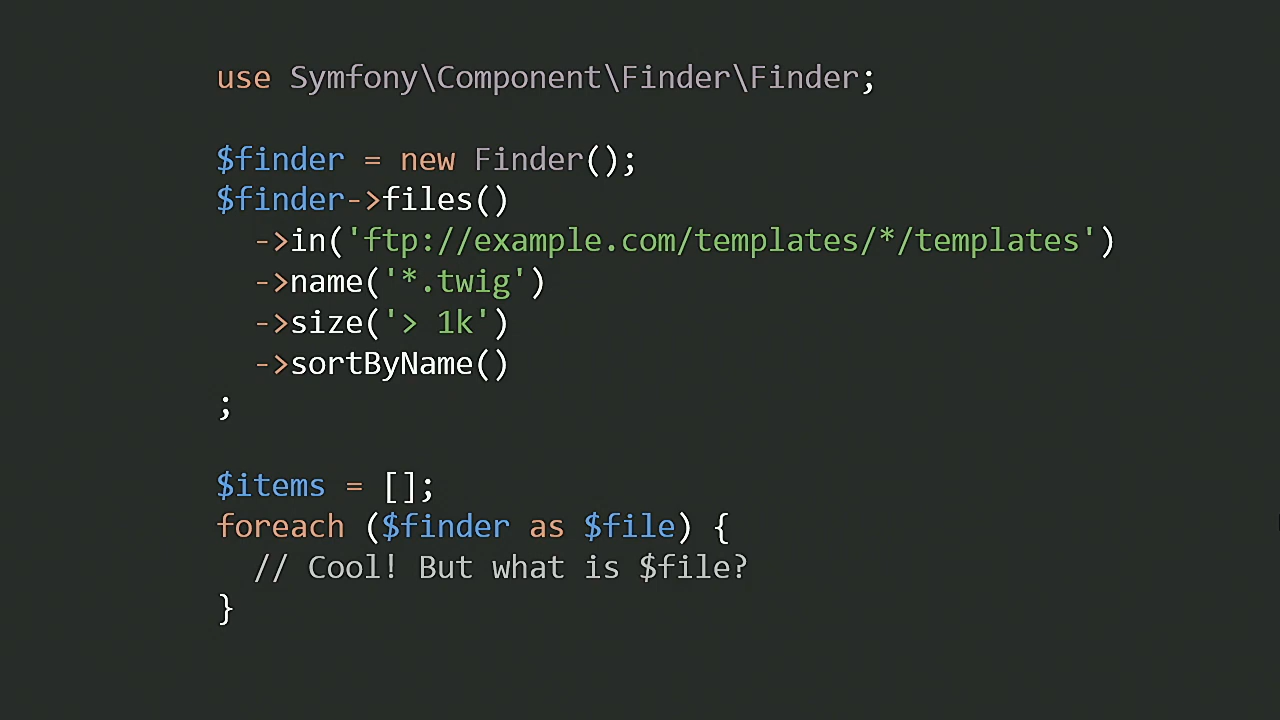 use Symfony\Component\Finder\Finder;

$finder = new Finder();
$finder->files()
  ->in('ftp://example.com/templates/*/templates')
  ->name('*.twig')
  ->size('> 1k')
  ->sortByName()
;

$items = [];
foreach ($finder as $file) {
  // Cool! But what is $file?
}